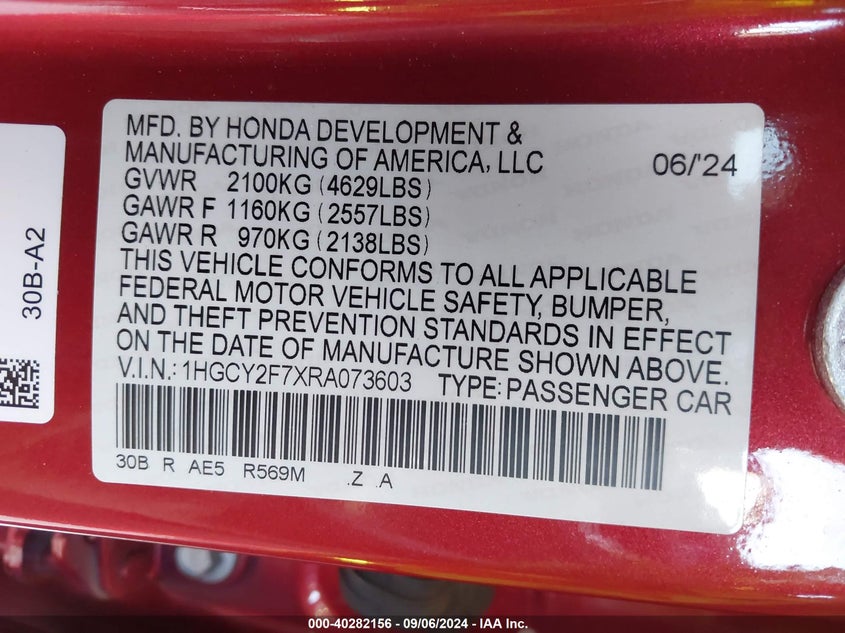 MFD. BY HONDA DEVELOPMENT &
MANUFACTURING OF AMERICA, LLC 06/'24
GVWR 2100KG (4629LBS)
GAWR F 1160KG (2557LBS)
GAWR R 970KG (2138LBS)
THIS VEHICLE CONFORMS TO ALL APPLICABLE
FEDERAL MOTOR VEHICLE SAFETY, BUMPER,
AND THEFT PREVENTION STANDARDS IN EFFECT
ON THE DATE OF MANUFACTURE SHOWN ABOVE.
V.I.N.: 1HGCY2F7XRA073603 TYPE: PASSENGER CAR
30B R AE5 R569M .Z .A
30B-A2
000-40282156 - 09/06/2024 - IAA Inc.